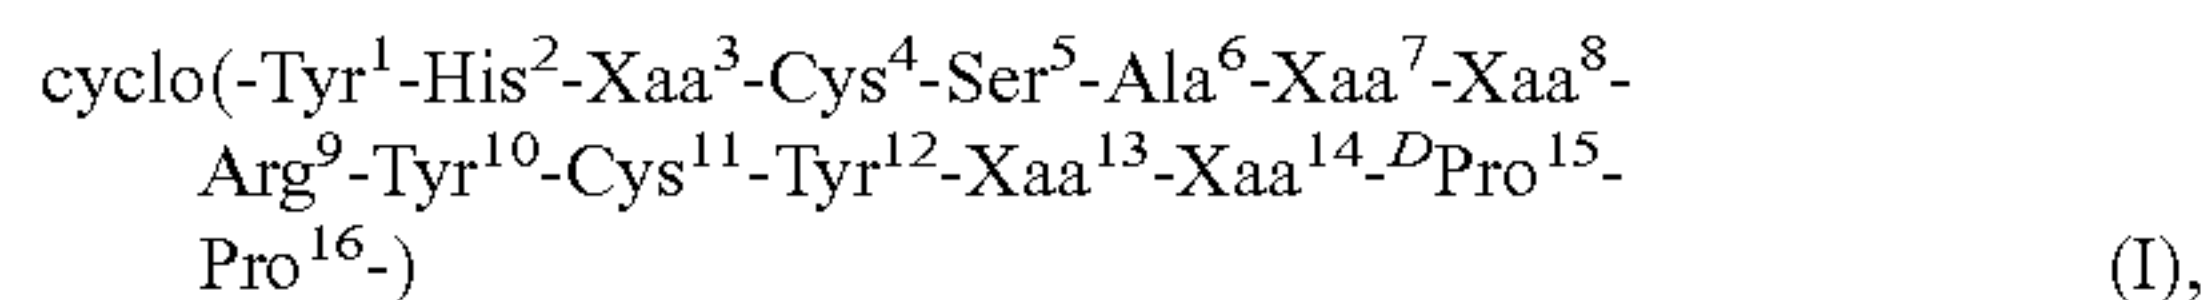 cyclo(-Tyr¹-His²-Xaa³-Cys⁴-Ser⁵-Ala⁶-Xaa⁷-Xaa⁸-
Arg⁹-Tyr¹⁰-Cys¹¹-Tyr¹²-Xaa¹³-Xaa¹⁴-ᴰPro¹⁵-
Pro¹⁶-) (I),